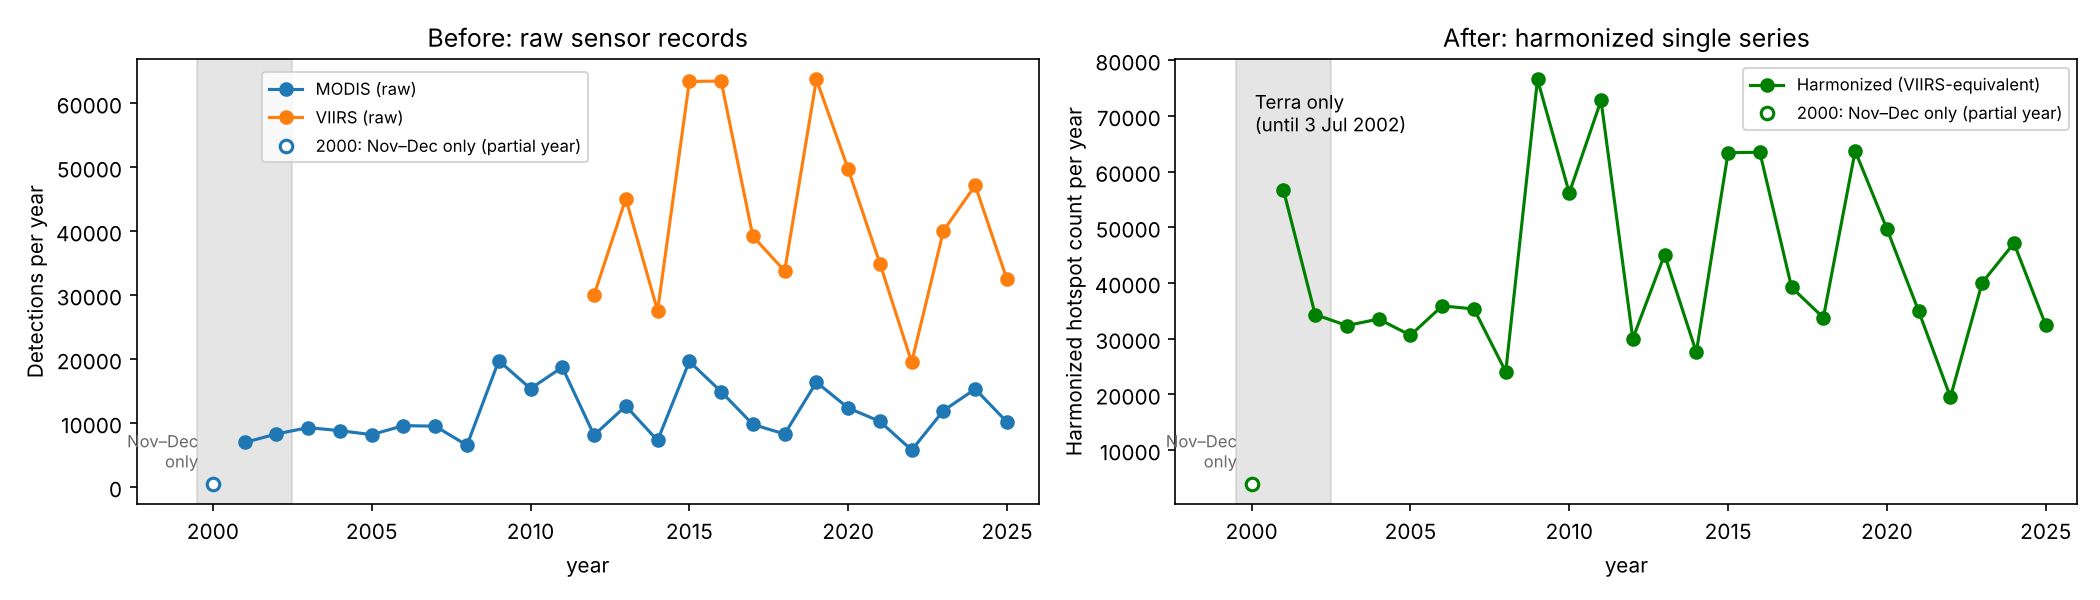 Before: raw sensor records
MODIS (raw)
VIIRS (raw)
2000: Nov–Dec only (partial year)
Detections per year
60000
50000
40000
30000
20000
10000
0
Nov–Dec
only
2000
2005
2010
2015
2020
2025
year
After: harmonized single series
Terra only
(until 3 Jul 2002)
Harmonized (VIIRS-equivalent)
2000: Nov–Dec only (partial year)
Harmonized hotspot count per year
80000
70000
60000
50000
40000
30000
20000
10000
Nov–Dec
only
2000
2005
2010
2015
2020
2025
year